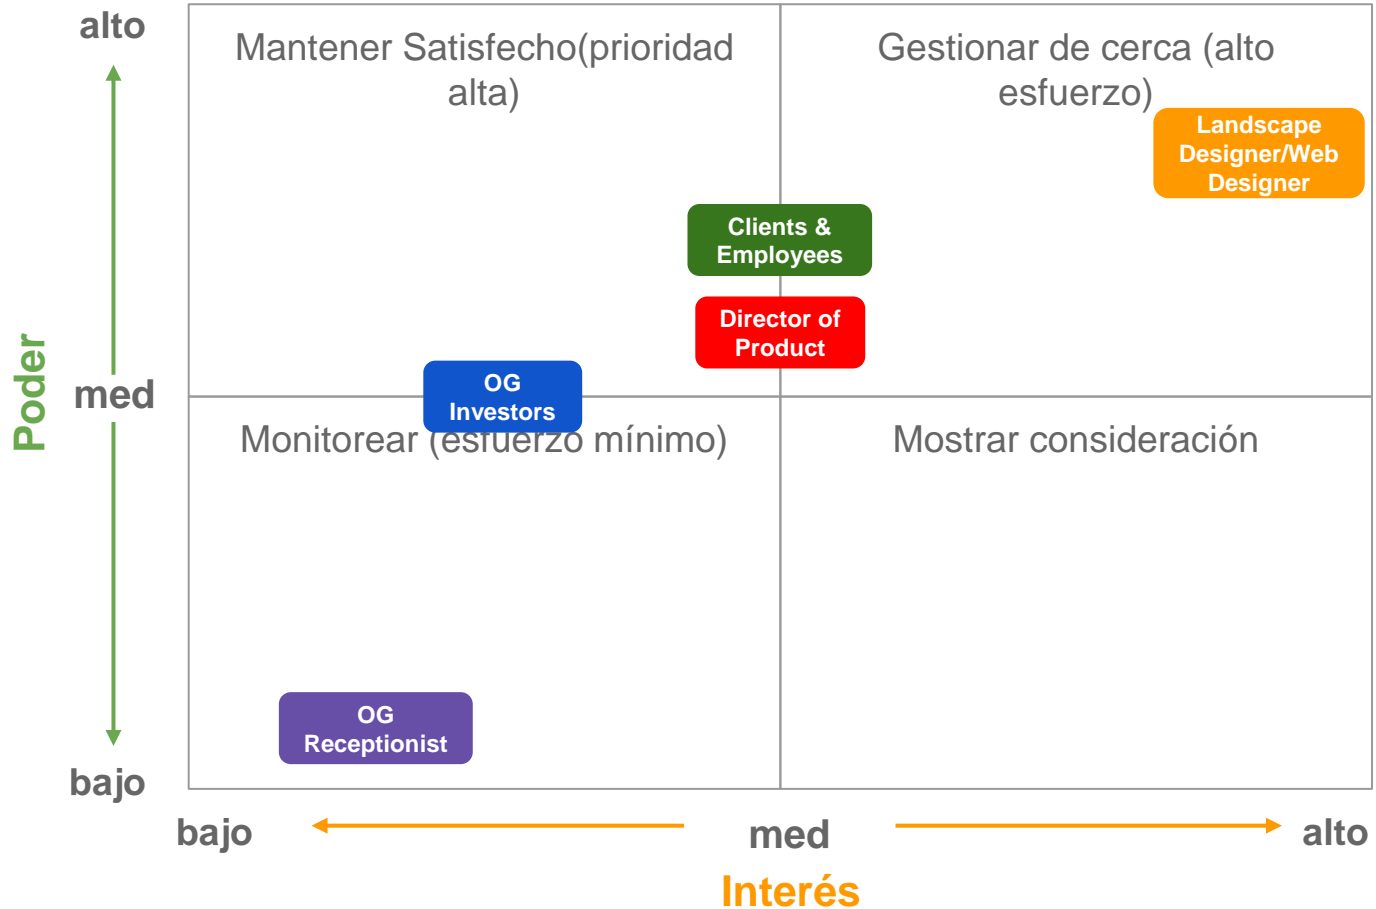 alto
Mantener Satisfecho(prioridad
alta)
Gestionar de cerca (alto
esfuerzo)
Landscape
Designer/Web
Designer
Clients &
Employees
Director of
Product
OG
Investors
Poder
med
Monitorear (esfuerzo mínimo)
Mostrar consideración
OG
Receptionist
bajo
bajo
med
alto
Interés